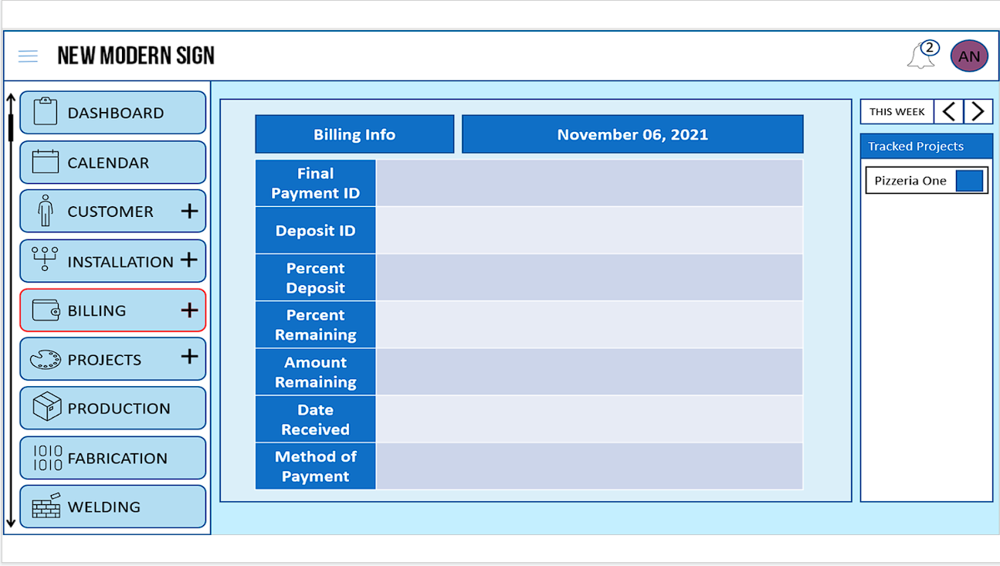 NEW MODERN SIGN
2
AN
DASHBOARD
CALENDAR
CUSTOMER +
INSTALLATION +
BILLING +
PROJECTS +
PRODUCTION
1010
1010
FABRICATION
WELDING
Billing Info
November 06, 2021
Final
Payment ID
Deposit ID
Percent
Deposit
Percent
Remaining
Amount
Remaining
Date
Received
Method of
Payment
THIS WEEK
Tracked Projects
Pizzeria One